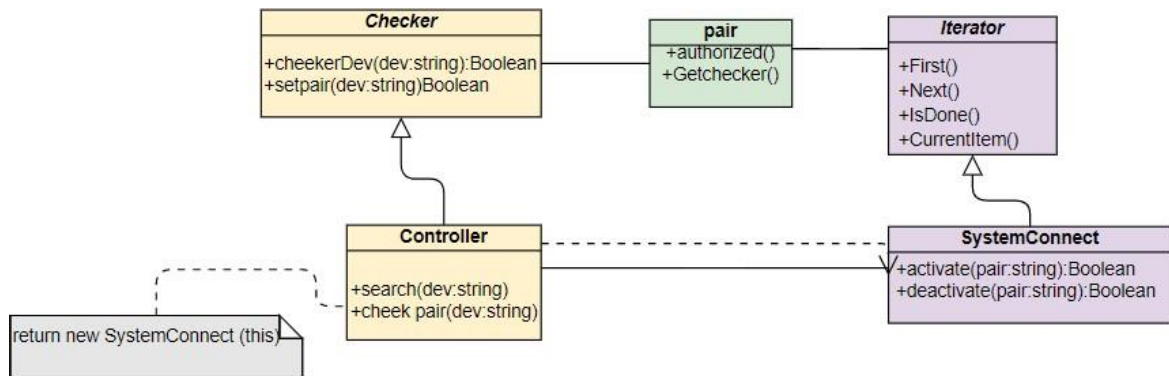 Checker
+cheekerDev(dev:string):Boolean
+setpair(dev:string)Boolean
pair
+authorized()
+Getchecker()
Iterator
+First()
+Next()
+IsDone()
+CurrentItem()
Controller
+search(dev:string)
+cheek pair(dev:string)
SystemConnect
+activate(pair:string):Boolean
+deactivate(pair:string):Boolean
return new SystemConnect (this)